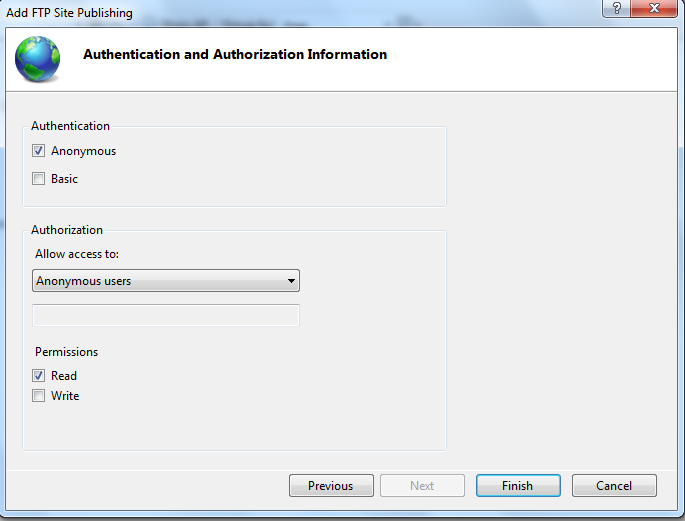 Add FTP Site Publishing
Authentication and Authorization Information
Authentication
Anonymous
Basic
Authorization
Allow access to:
Anonymous users
Permissions
Read
Write
Previous
Next
Finish
Cancel